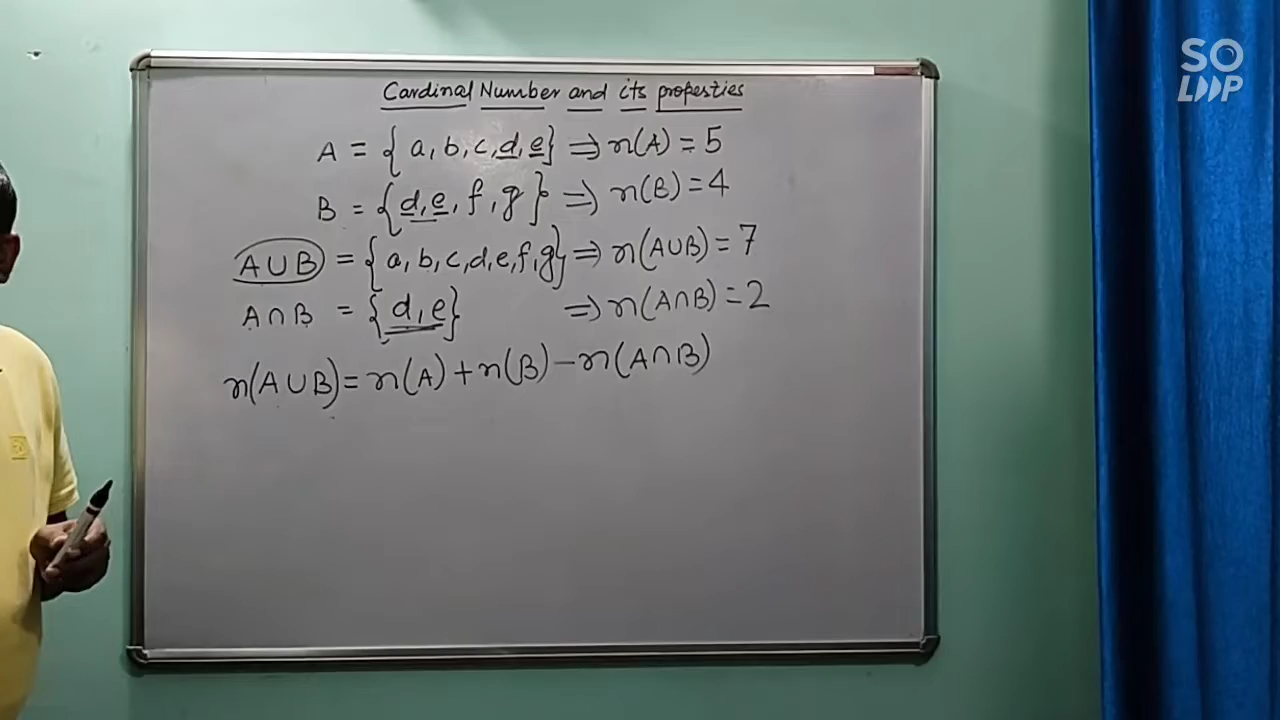 SO
LOOP
Cardinal Number and its properties
A = { a, b, c, d, e} ⇒ n(A) = 5
B = { d, e, f, g } ⇒ n(B) = 4
A∪B = { a, b, c, d, e, f, g} ⇒ n(A∪B) = 7
A∩B = { d, e } ⇒ n(A∩B) = 2
n(A∪B) = n(A) + n(B) − n(A∩B)